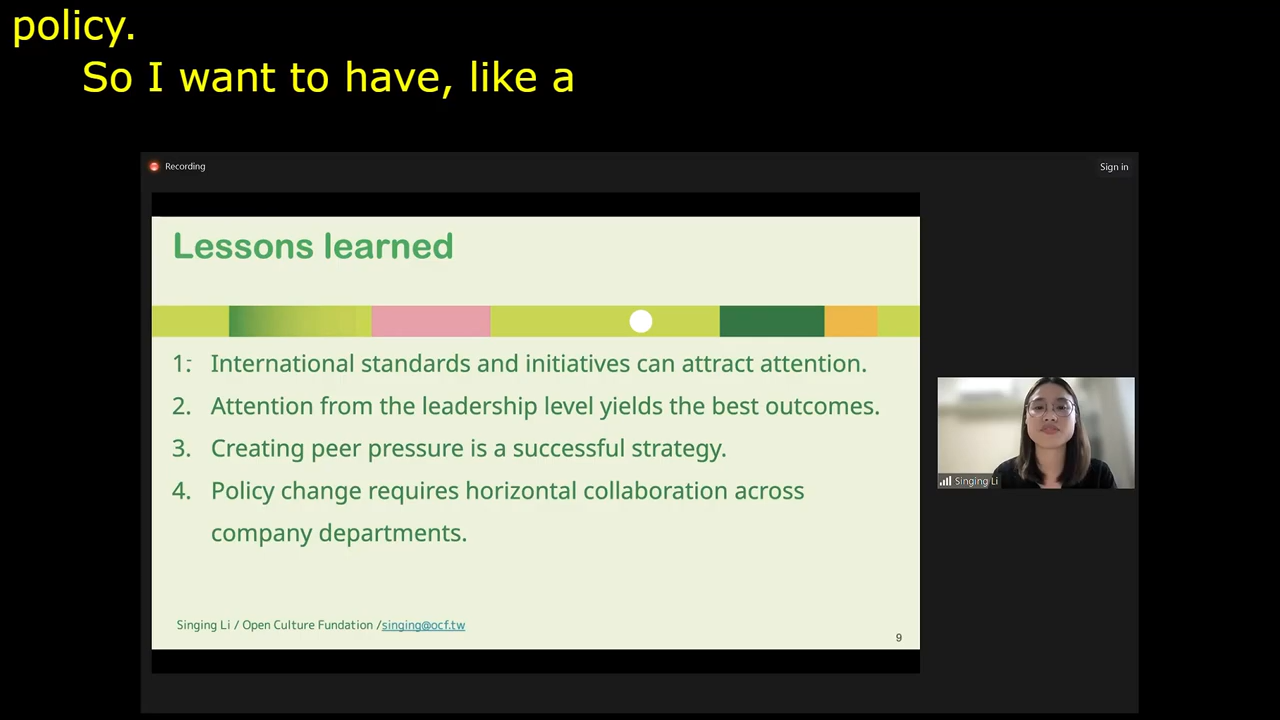 policy.
So I want to have, like a
Recording
Sign in
Lessons learned
1: International standards and initiatives can attract attention.
2. Attention from the leadership level yields the best outcomes.
3. Creating peer pressure is a successful strategy.
4. Policy change requires horizontal collaboration across
company departments.
Singing Li
Singing Li / Open Culture Fundation /singing@ocf.tw
9